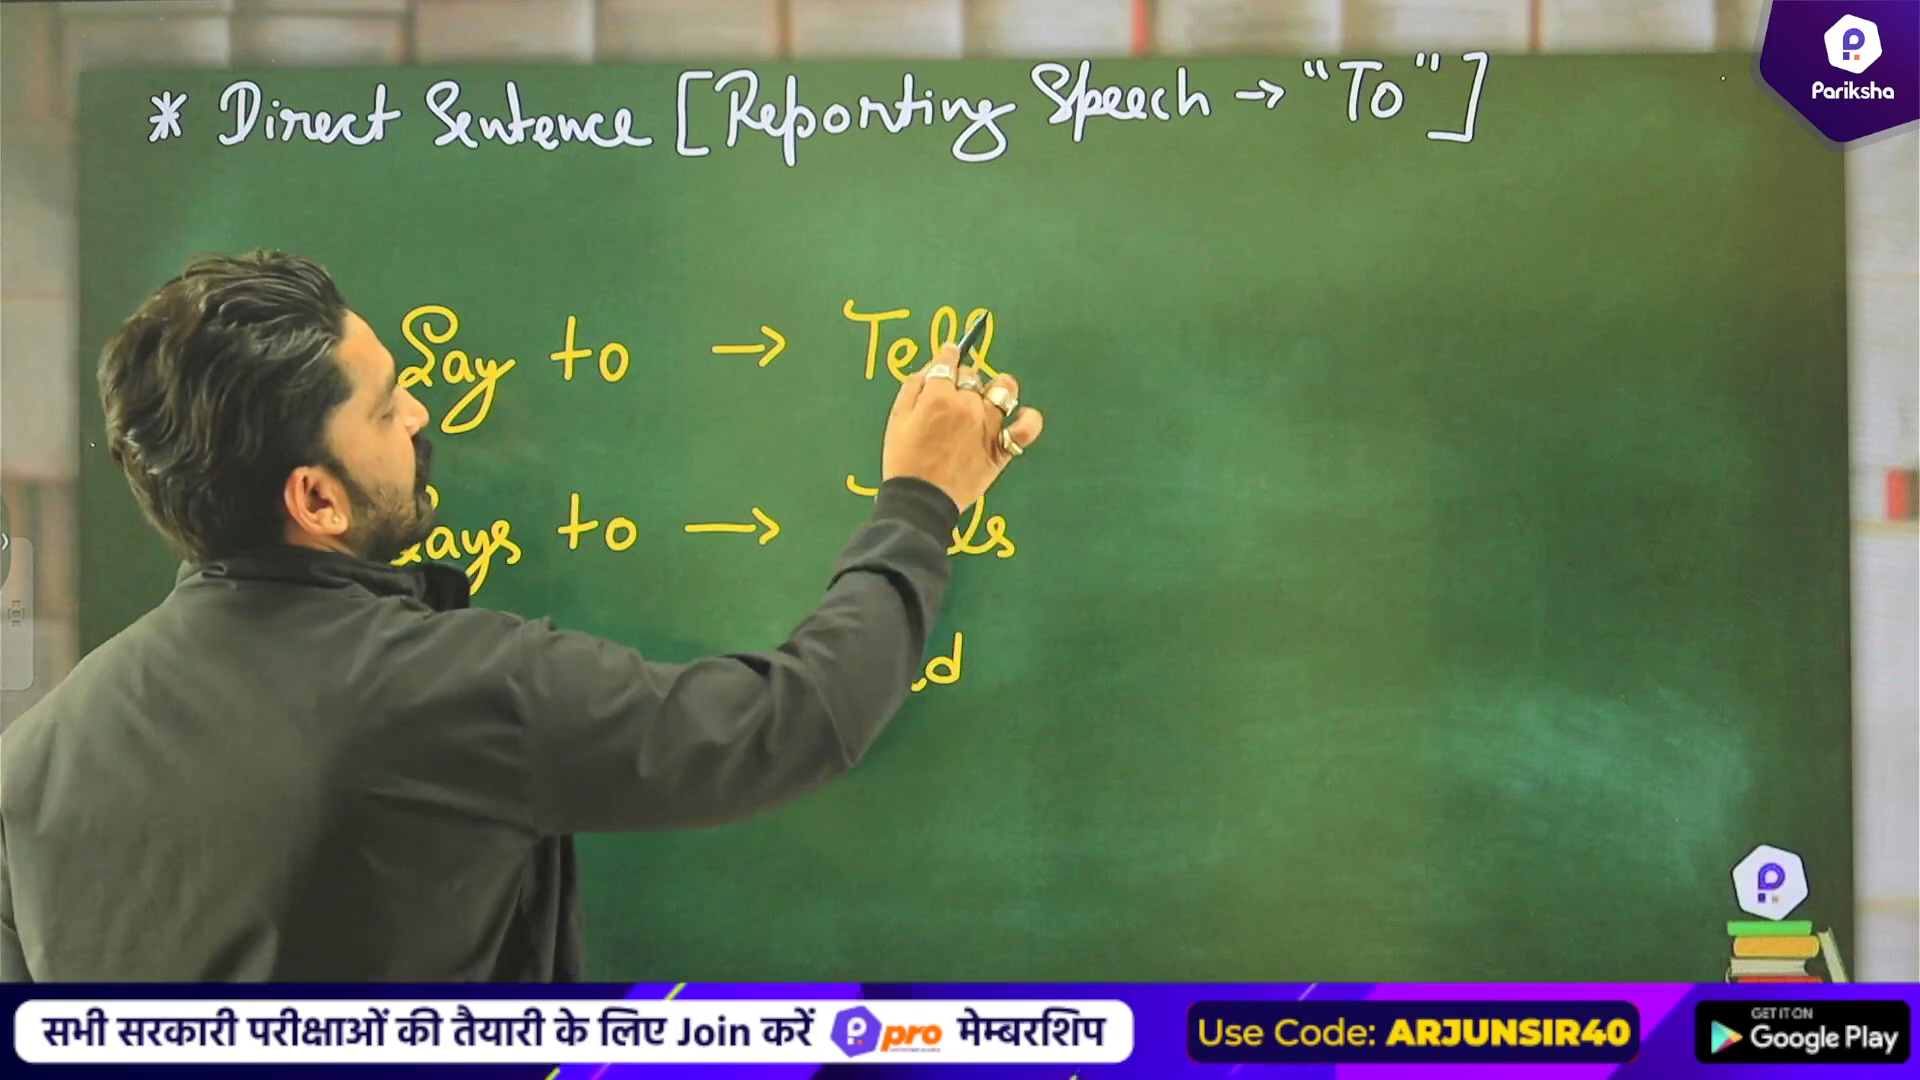 * Direct Sentence [Reporting Speech → "To"]
Pariksha
Say to → Tell
Says to →
सभी सरकारी परीक्षाओं की तैयारी के लिए Join करें P pro मेम्बरशिप
Use Code: ARJUNSIR40
GET IT ON
Google Play